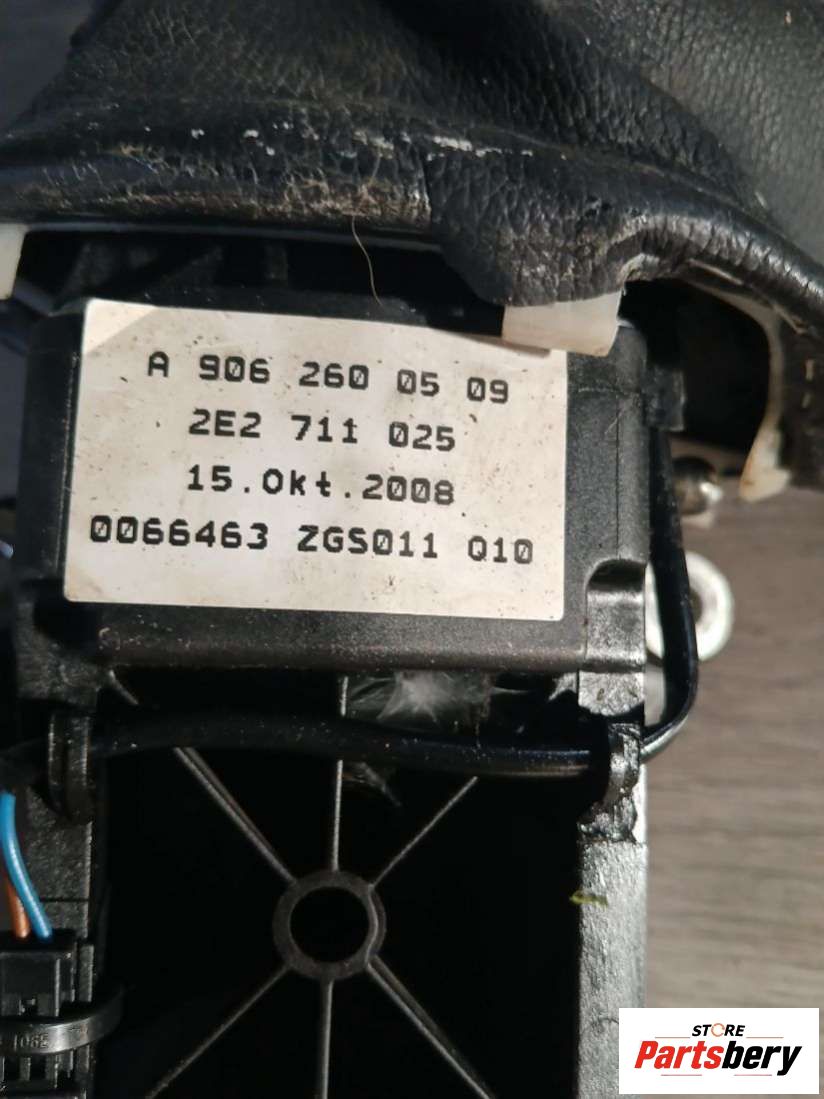 A 906 260 05 09
2E2 711 025
15.Okt.2008
0066463 ZGS011 Q10
STORE
Partsbery